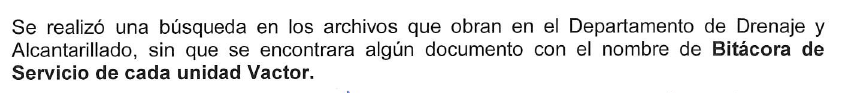 Se realizó una búsqueda en los archivos que obran en el Departamento de Drenaje y
Alcantarillado, sin que se encontrara algún documento con el nombre de Bitácora de
Servicio de cada unidad Vactor.